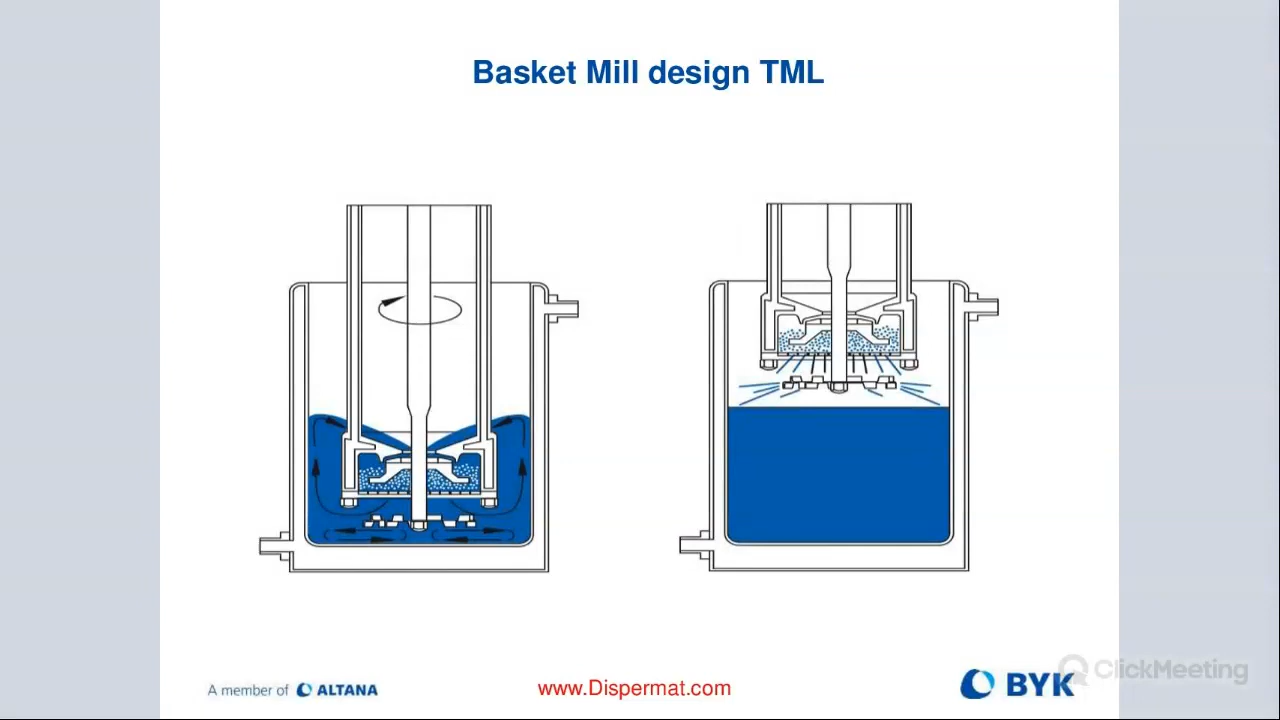 Basket Mill design TML
A member of ALTANA
www.Dispermat.com
BYK
ClickMeeting